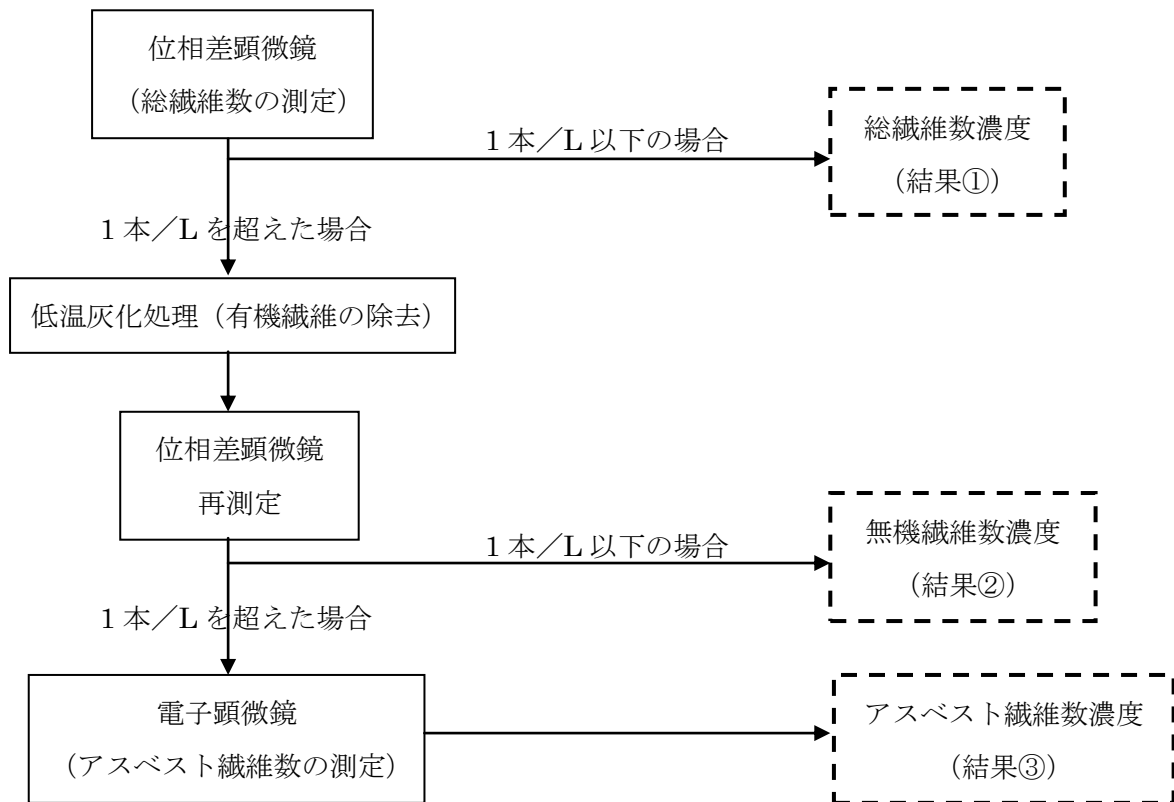 位相差顕微鏡
（総繊維数の測定）
1本／L以下の場合
総繊維数濃度
（結果①）
1本／Lを超えた場合
低温灰化処理（有機繊維の除去）
位相差顕微鏡
再測定
1本／L以下の場合
無機繊維数濃度
（結果②）
1本／Lを超えた場合
電子顕微鏡
（アスベスト繊維数の測定）
アスベスト繊維数濃度
（結果③）